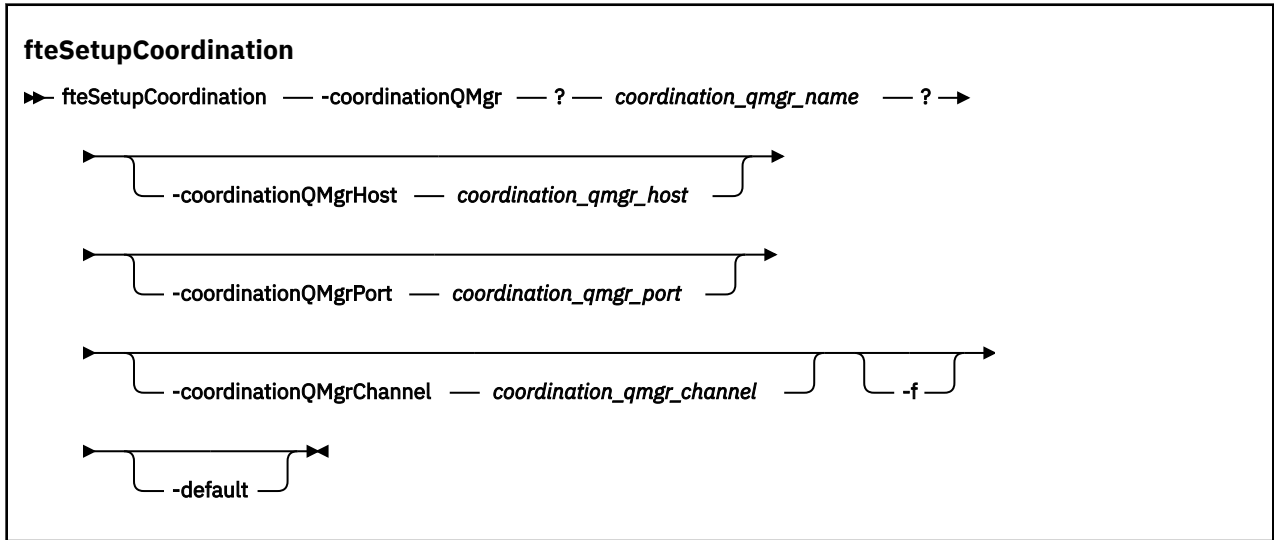 fteSetupCoordination
fteSetupCoordination -coordinationQMgr ? coordination_qmgr_name ?
-coordinationQMgrHost coordination_qmgr_host
-coordinationQMgrPort coordination_qmgr_port
-coordinationQMgrChannel coordination_qmgr_channel -f
-default